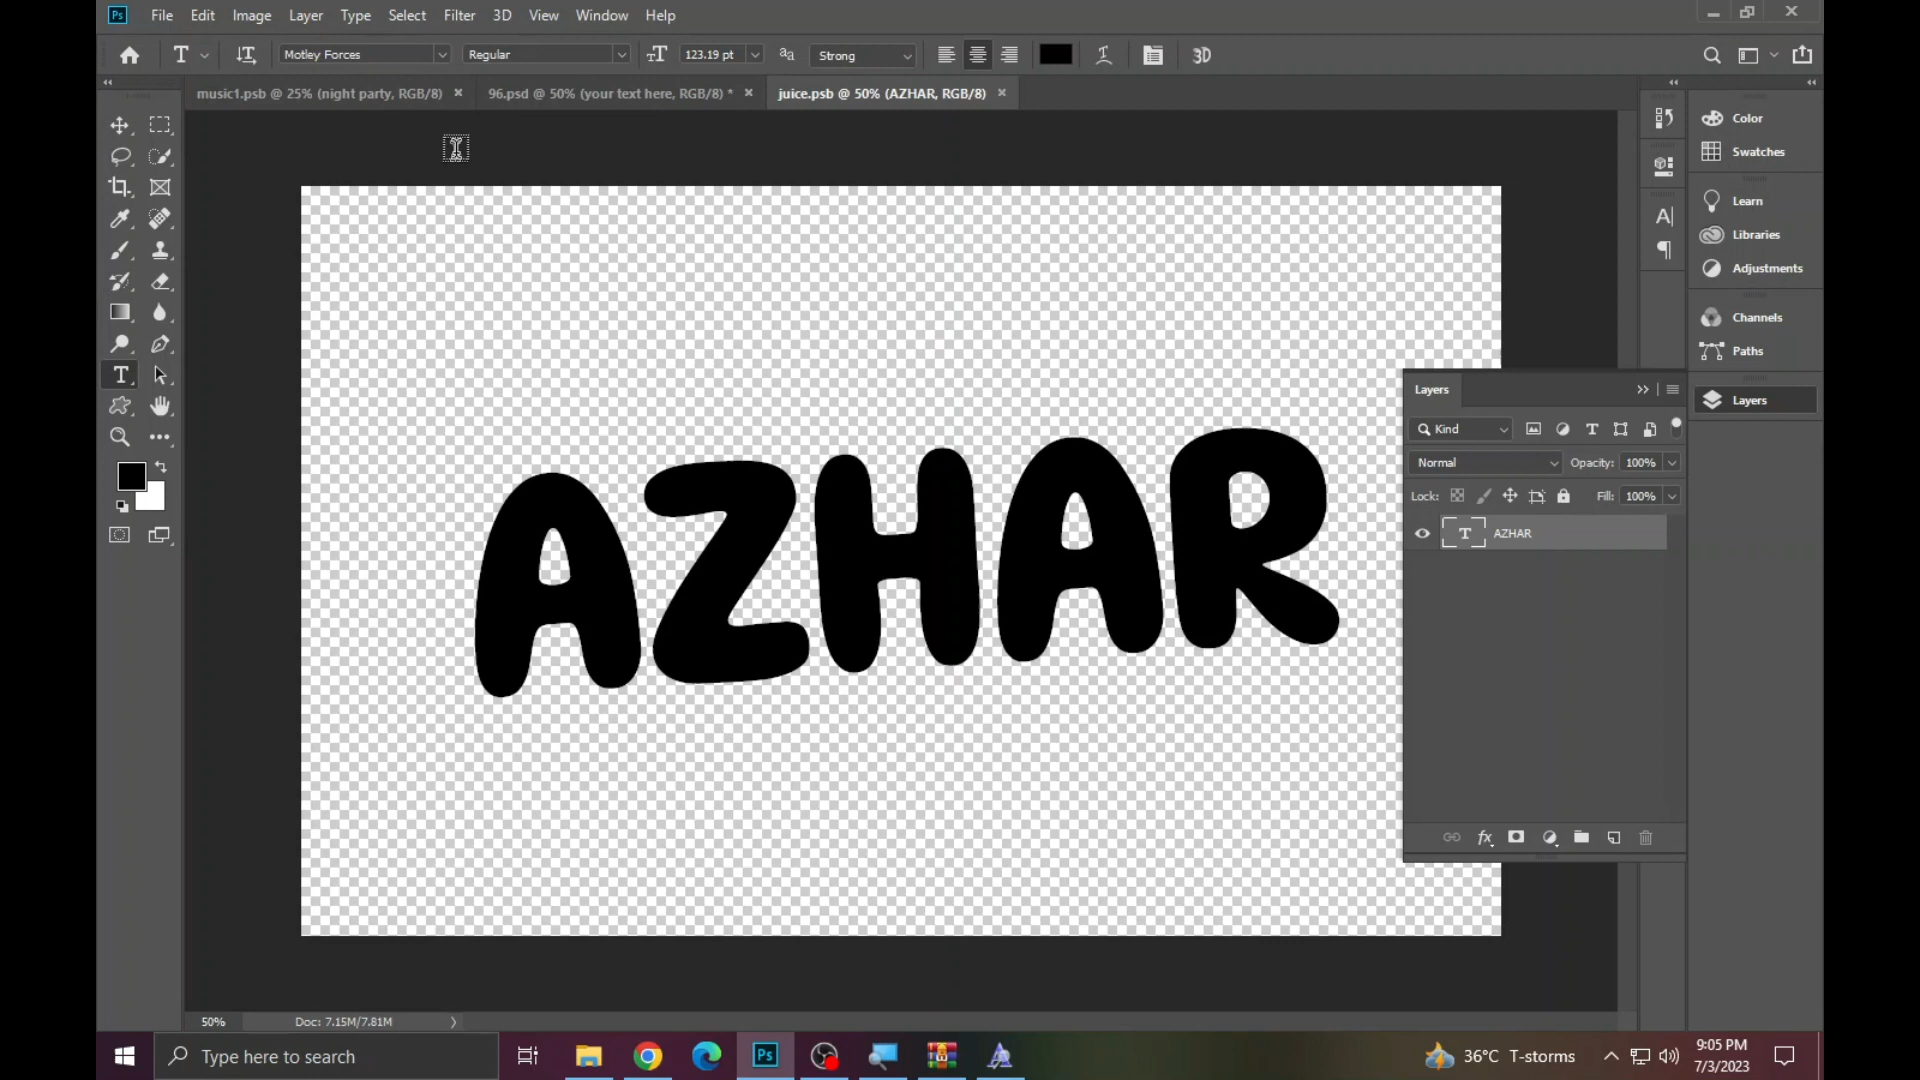 Ps File Edit Image Layer Type Select Filter 3D View Window Help
T Motley Forces Regular 123.19 pt Strong 3D
music1.psb @ 25% (night party, RGB/8) × 96.psd @ 50% (your text here, RGB/8) * × juice.psb @ 50% (AZHAR, RGB/8) ×
Color
Swatches
Learn
Libraries
Adjustments
Channels
Paths
Layers
Layers
Kind
Normal Opacity: 100%
Lock: Fill: 100%
T AZHAR
fx
AZHAR
50% Doc: 7.15M/7.81M
Type here to search
Ps
36°C T-storms
9:05 PM
7/3/2023